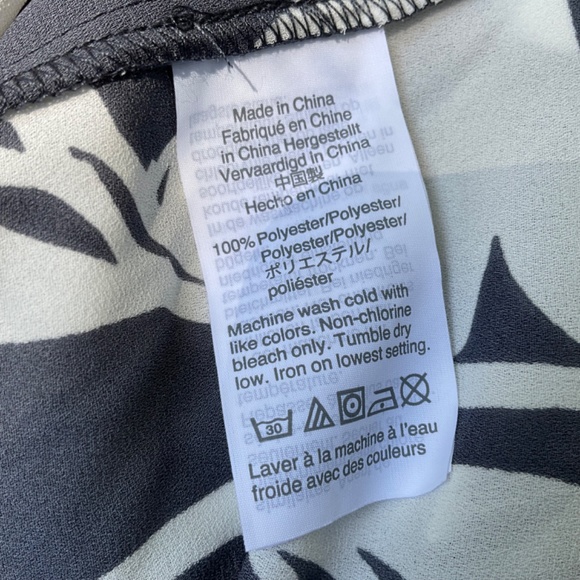 Made in China
Fabriqué en Chine
in China Hergestellt
Vervaardigd in China
中国製
Hecho en China
100% Polyester/Polyester/
Polyester/Polyester/
ポリエステル/
poliéster
Machine wash cold with
like colors. Non-chlorine
bleach only. Tumble dry
low. Iron on lowest setting.
30
Laver à la machine à l'eau
froide avec des couleurs